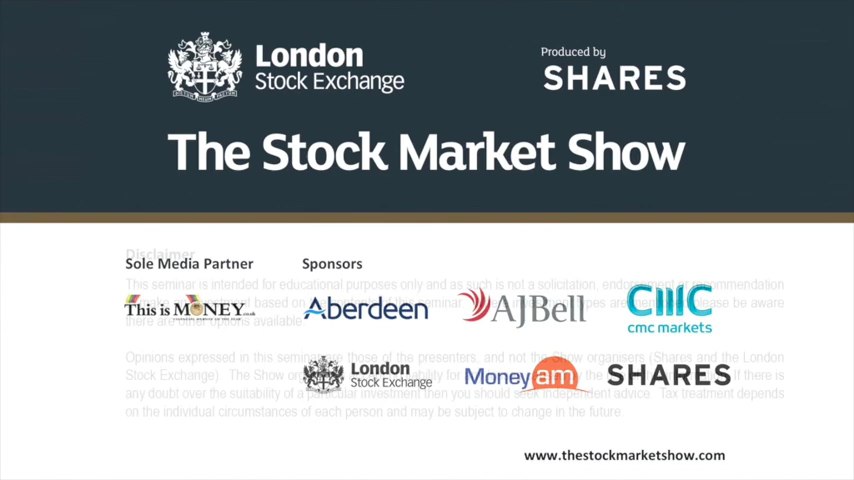 London
Stock Exchange
Produced by
SHARES
The Stock Market Show
Disclaimer
Sole Media Partner
Sponsors
This seminar is intended for educational purposes only and as such is not a solicitation, endorsement or recommendation
This is MONEY.co.uk
Aberdeen
AJBell
cmc markets
there are other options available.
Opinions expressed in this seminar are those of the presenters, and not the Show organisers (Shares and the London
Stock Exchange). The Show
London
Stock Exchange
Money am
SHARES
If there is
any doubt over the suitability of a particular investment then you should seek independent advice. Tax treatment depends
on the individual circumstances of each person and may be subject to change in the future.
www.thestockmarketshow.com